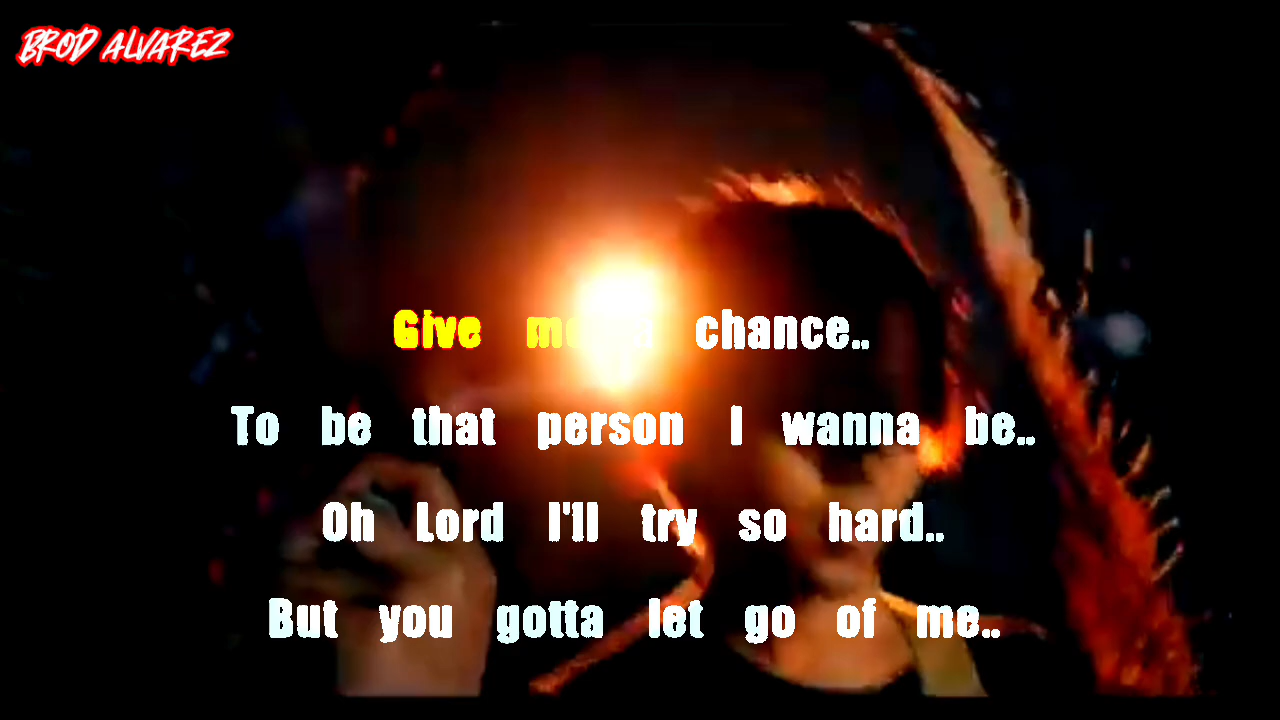 BROD ALVAREZ
Give me a chance..
To be that person I wanna be..
Oh Lord I'll try so hard..
But you gotta let go of me..